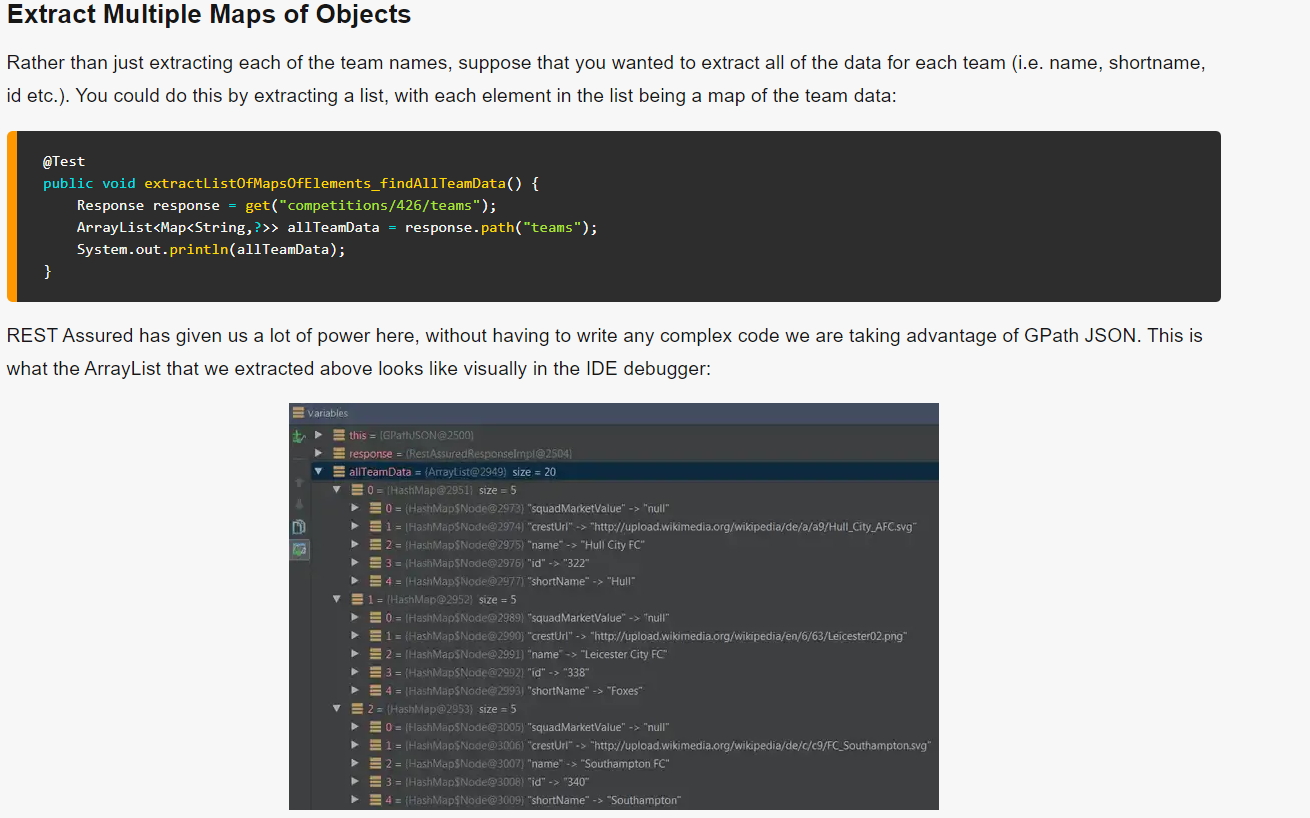 Extract Multiple Maps of Objects
Rather than just extracting each of the team names, suppose that you wanted to extract all of the data for each team (i.e. name, shortname,
id etc.). You could do this by extracting a list, with each element in the list being a map of the team data:
@Test
public void extractListOfMapsOfElements_findAllTeamData() {
    Response response = get("competitions/426/teams");
    ArrayList<Map<String,?>> allTeamData = response.path("teams");
    System.out.println(allTeamData);
}
REST Assured has given us a lot of power here, without having to write any complex code we are taking advantage of GPath JSON. This is
what the ArrayList that we extracted above looks like visually in the IDE debugger:
Variables
this = {GPathJSON@2500}
response = {RestAssuredResponseImpl@2504}
allTeamData = {ArrayList@2949} size = 20
0 = {HashMap@2951} size = 5
0 = {HashMap$Node@2973} "squadMarketValue" -> "null"
1 = {HashMap$Node@2974} "crestUrl" -> "http://upload.wikimedia.org/wikipedia/de/a/a9/Hull_City_AFC.svg"
2 = {HashMap$Node@2975} "name" -> "Hull City FC"
3 = {HashMap$Node@2976} "id" -> "322"
4 = {HashMap$Node@2977} "shortName" -> "Hull"
1 = {HashMap@2952} size = 5
0 = {HashMap$Node@2989} "squadMarketValue" -> "null"
1 = {HashMap$Node@2990} "crestUrl" -> "http://upload.wikimedia.org/wikipedia/en/6/63/Leicester02.png"
2 = {HashMap$Node@2991} "name" -> "Leicester City FC"
3 = {HashMap$Node@2992} "id" -> "338"
4 = {HashMap$Node@2993} "shortName" -> "Foxes"
2 = {HashMap@2953} size = 5
0 = {HashMap$Node@3005} "squadMarketValue" -> "null"
1 = {HashMap$Node@3006} "crestUrl" -> "http://upload.wikimedia.org/wikipedia/de/c/c9/FC_Southampton.svg"
2 = {HashMap$Node@3007} "name" -> "Southampton FC"
3 = {HashMap$Node@3008} "id" -> "340"
4 = {HashMap$Node@3009} "shortName" -> "Southampton"